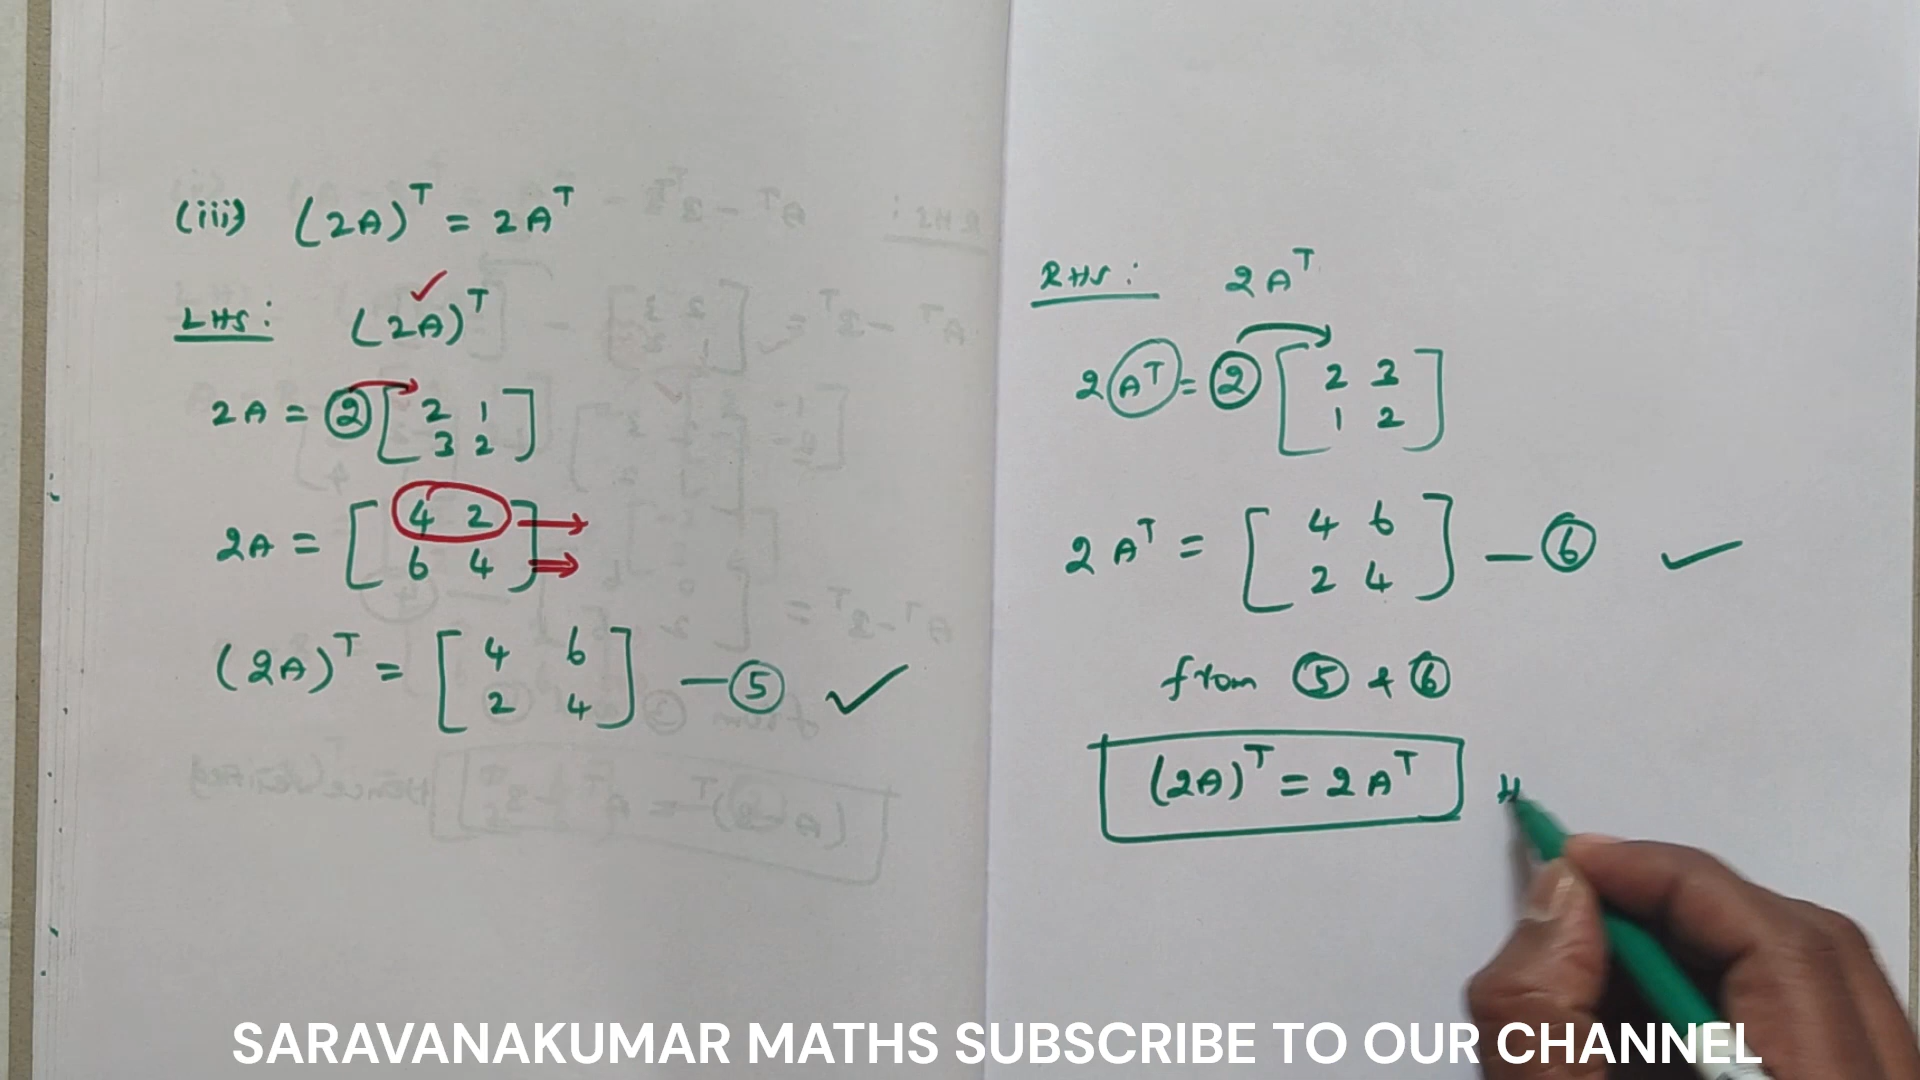 (iii) (2A)ᵀ = 2Aᵀ
LHS: (2A)ᵀ
2A = ② [2 1
3 2]
2A = [4 2
6 4]
(2A)ᵀ = [4 6
2 4] — ⑤
RHS: 2Aᵀ
2Aᵀ = ② [2 3
1 2]
2Aᵀ = [4 6
2 4] — ⑥
from ⑤ & ⑥
(2A)ᵀ = 2Aᵀ H
SARAVANAKUMAR MATHS SUBSCRIBE TO OUR CHANNEL